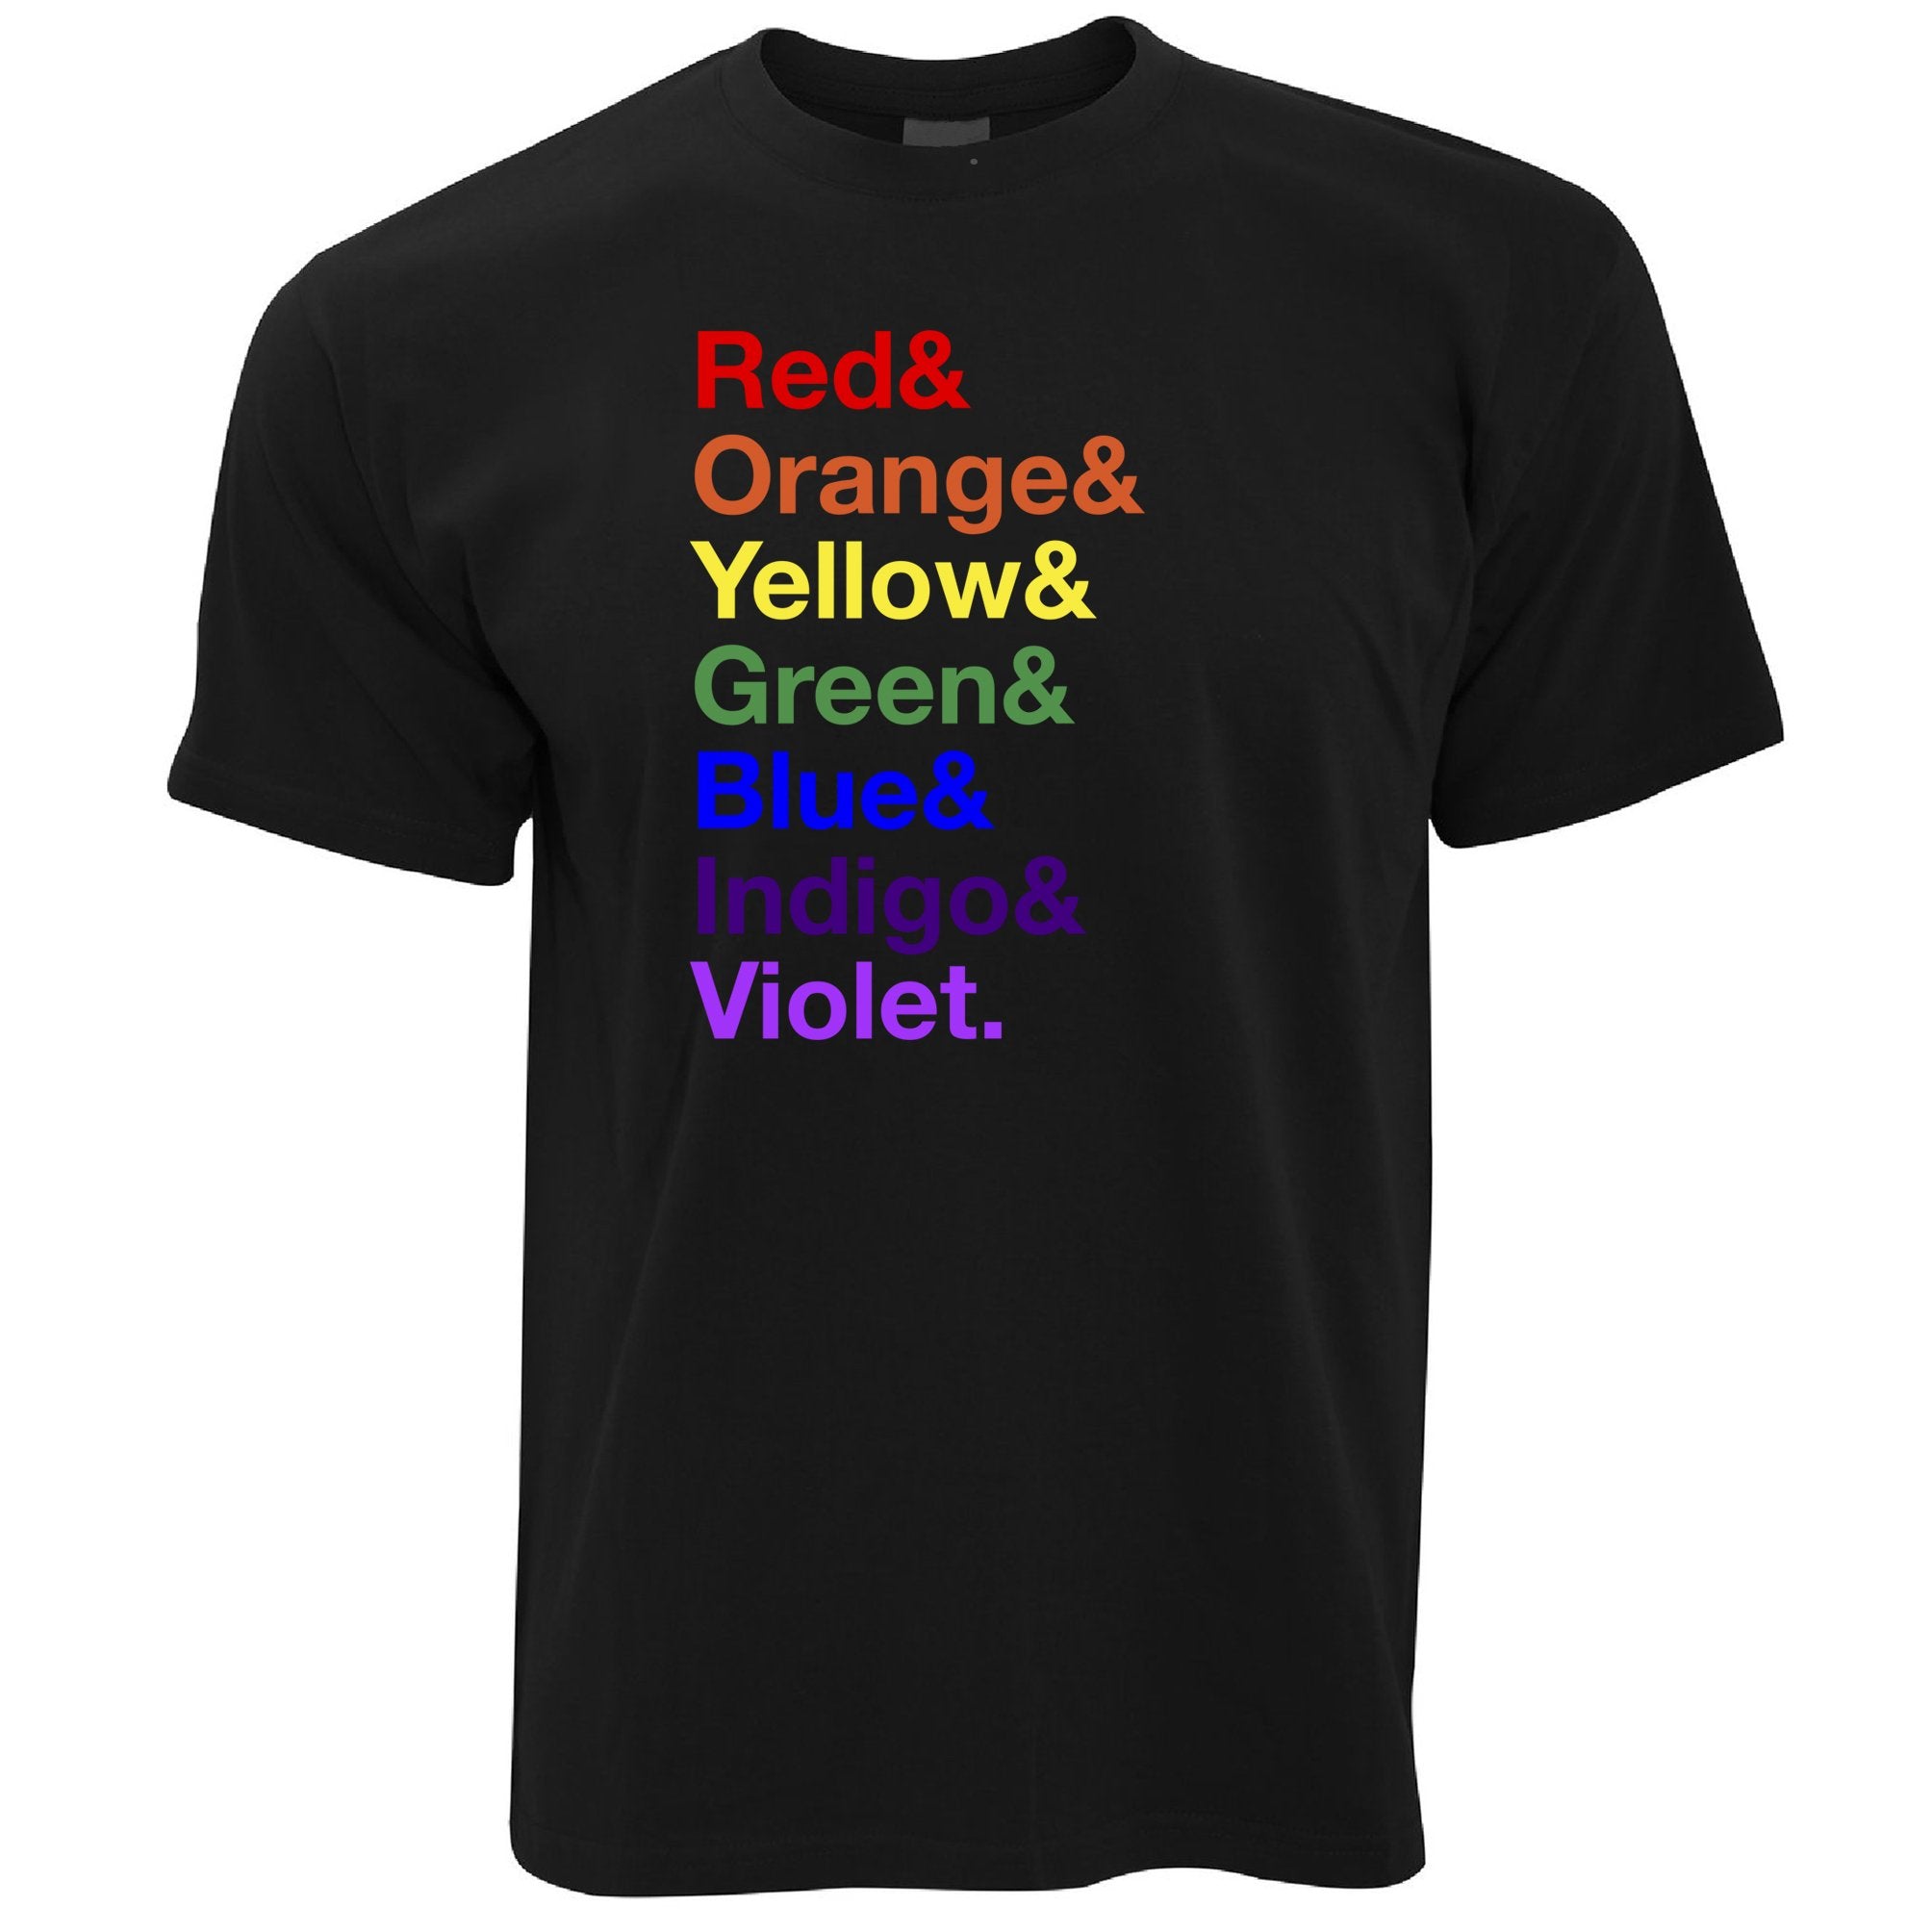 Red&
Orange&
Yellow&
Green&
Blue&
Indigo&
Violet.